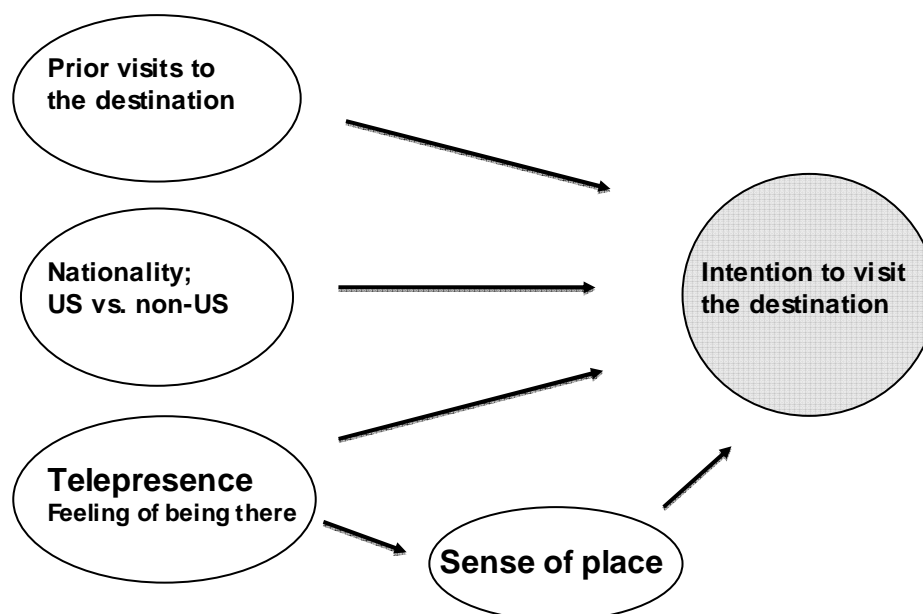 Prior visits to
the destination
Nationality;
US vs. non-US
Intention to visit
the destination
Telepresence
Feeling of being there
Sense of place